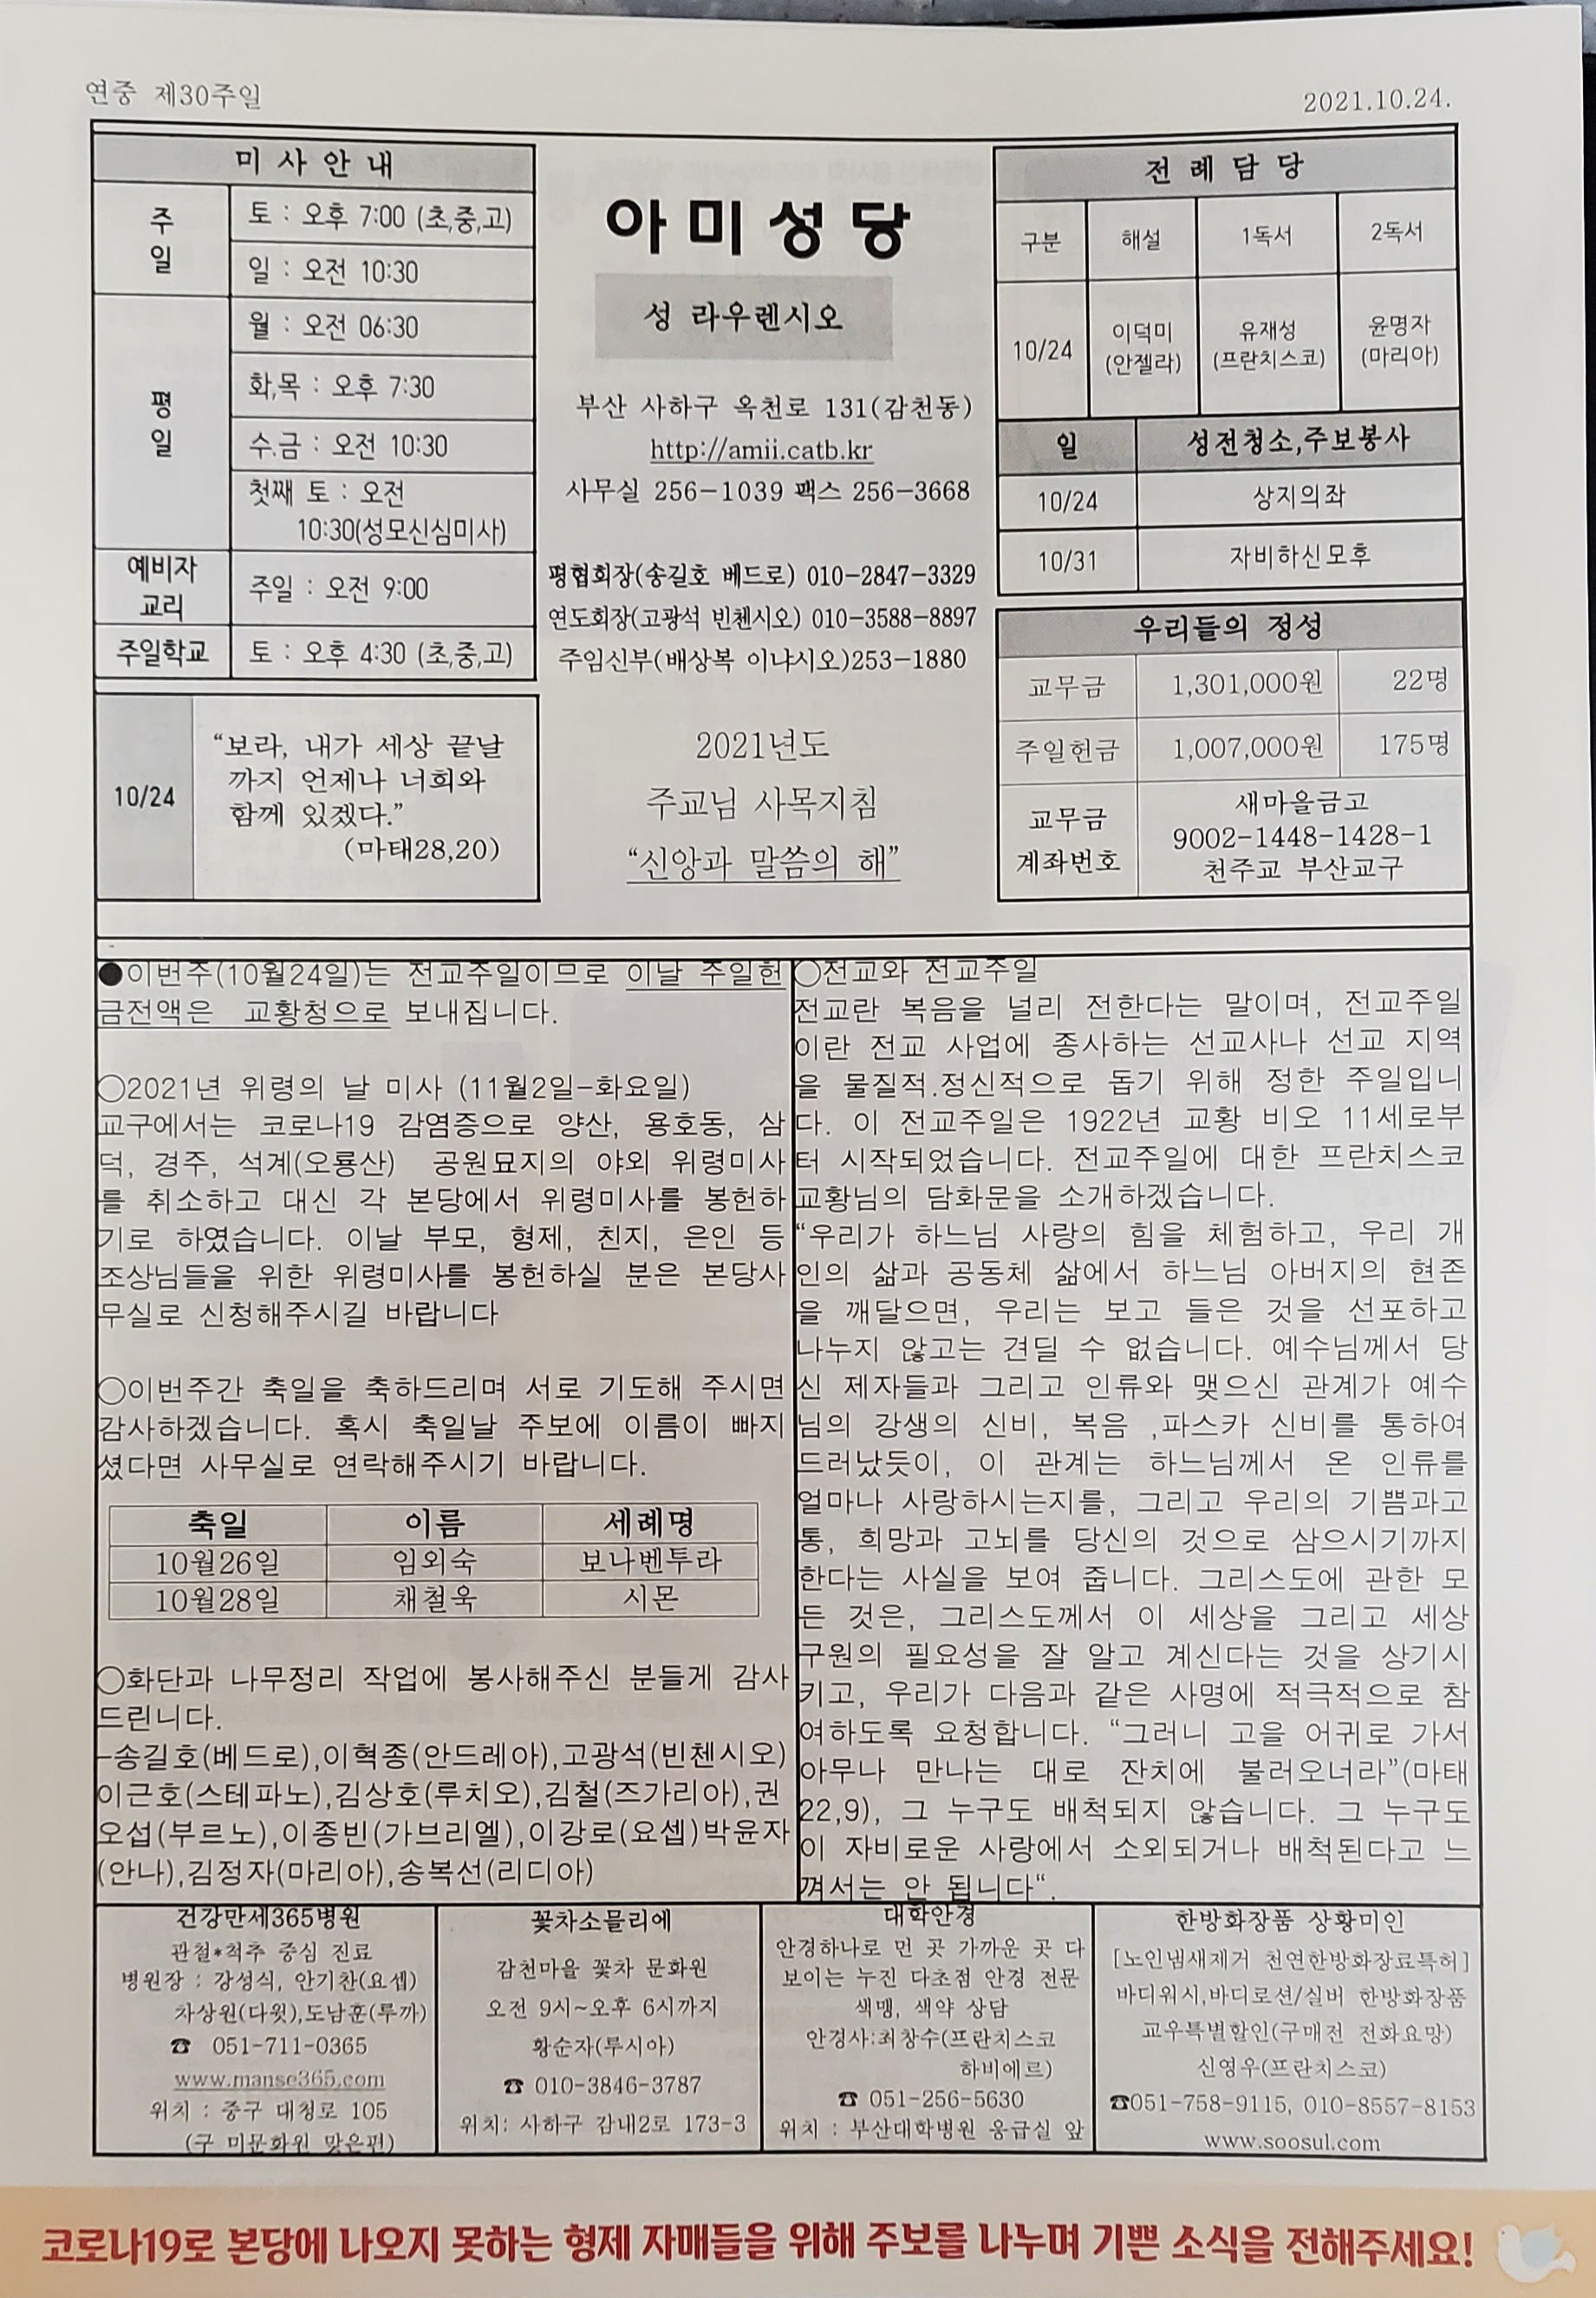 연중 제30주일
2021.10.24.
미 사 안 내
주
일
토 : 오후 7:00 (초,중,고)
일 : 오전 10:30
평
일
월 : 오전 06:30
화,목 : 오후 7:30
수.금 : 오전 10:30
첫째 토 : 오전
10:30(성모신심미사)
예비자
교리
주일 : 오전 9:00
주일학교
토 : 오후 4:30 (초,중,고)
10/24
“보라, 내가 세상 끝날
까지 언제나 너희와
함께 있겠다.”
(마태28,20)
아 미 성 당
성 라우렌시오
부산 사하구 옥천로 131(감천동)
http://amii.catb.kr
사무실 256-1039 팩스 256-3668
평협회장(송길호 베드로) 010-2847-3329
연도회장(고광석 빈첸시오) 010-3588-8897
주임신부(배상복 이냐시오)253-1880
2021년도
주교님 사목지침
“신앙과 말씀의 해”
전 례 담 당
구분 해설 1독서 2독서
10/24
이덕미
(안젤라)
유재성
(프란치스코)
윤명자
(마리아)
일 성전청소,주보봉사
10/24 상지의좌
10/31 자비하신모후
우리들의 정성
교무금 1,301,000원 22명
주일헌금 1,007,000원 175명
교무금
계좌번호
새마을금고
9002-1448-1428-1
천주교 부산교구
●이번주(10월24일)는 전교주일이므로 이날 주일헌
금전액은 교황청으로 보내집니다.
○2021년 위령의 날 미사 (11월2일-화요일)
교구에서는 코로나19 감염증으로 양산, 용호동, 삼
덕, 경주, 석계(오룡산) 공원묘지의 야외 위령미사
를 취소하고 대신 각 본당에서 위령미사를 봉헌하
기로 하였습니다. 이날 부모, 형제, 친지, 은인 등
조상님들을 위한 위령미사를 봉헌하실 분은 본당사
무실로 신청해주시길 바랍니다
○이번주간 축일을 축하드리며 서로 기도해 주시면
감사하겠습니다. 혹시 축일날 주보에 이름이 빠지
셨다면 사무실로 연락해주시기 바랍니다.
축일 이름 세례명
10월26일 임외숙 보나벤투라
10월28일 채철욱 시몬
○화단과 나무정리 작업에 봉사해주신 분들게 감사
드린니다.
-송길호(베드로),이혁종(안드레아),고광석(빈첸시오)
이근호(스테파노),김상호(루치오),김철(즈가리아),권
오섭(부르노),이종빈(가브리엘),이강로(요셉)박윤자
(안나),김정자(마리아),송복선(리디아)
○전교와 전교주일
전교란 복음을 널리 전한다는 말이며, 전교주일
이란 전교 사업에 종사하는 선교사나 선교 지역
을 물질적.정신적으로 돕기 위해 정한 주일입니
다. 이 전교주일은 1922년 교황 비오 11세로부
터 시작되었습니다. 전교주일에 대한 프란치스코
교황님의 담화문을 소개하겠습니다.
“우리가 하느님 사랑의 힘을 체험하고, 우리 개
인의 삶과 공동체 삶에서 하느님 아버지의 현존
을 깨달으면, 우리는 보고 들은 것을 선포하고
나누지 않고는 견딜 수 없습니다. 예수님께서 당
신 제자들과 그리고 인류와 맺으신 관계가 예수
님의 강생의 신비, 복음 ,파스카 신비를 통하여
드러났듯이, 이 관계는 하느님께서 온 인류를
얼마나 사랑하시는지를, 그리고 우리의 기쁨과고
통, 희망과 고뇌를 당신의 것으로 삼으시기까지
한다는 사실을 보여 줍니다. 그리스도에 관한 모
든 것은, 그리스도께서 이 세상을 그리고 세상
구원의 필요성을 잘 알고 계신다는 것을 상기시
키고, 우리가 다음과 같은 사명에 적극적으로 참
여하도록 요청합니다. “그러니 고을 어귀로 가서
아무나 만나는 대로 잔치에 불러오너라”(마태
22,9), 그 누구도 배척되지 않습니다. 그 누구도
이 자비로운 사랑에서 소외되거나 배척된다고 느
껴서는 안 됩니다“.
건강만세365병원
관철*척추 중심 진료
병원장 : 강성식, 안기찬(요셉)
차상원(다윗),도남훈(루까)
☎ 051-711-0365
www.manse365.com
위치 : 중구 대청로 105
(구 미문화원 맞은편)
꽃차소믈리에
감천마을 꽃차 문화원
오전 9시~오후 6시까지
황순자(루시아)
☎ 010-3846-3787
위치: 사하구 감내2로 173-3
대학안경
안경하나로 먼 곳 가까운 곳 다
보이는 누진 다초점 안경 전문
색맹, 색약 상담
안경사:최창수(프란치스코
하비에르)
☎ 051-256-5630
위치 : 부산대학병원 응급실 앞
한방화장품 상황미인
[노인냄새제거 천연한방화장료특허]
바디워시,바디로션/실버 한방화장품
교우특별할인(구매전 전화요망)
신영우(프란치스코)
☎051-758-9115, 010-8557-8153
www.soosul.com
코로나19로 본당에 나오지 못하는 형제 자매들을 위해 주보를 나누며 기쁜 소식을 전해주세요!